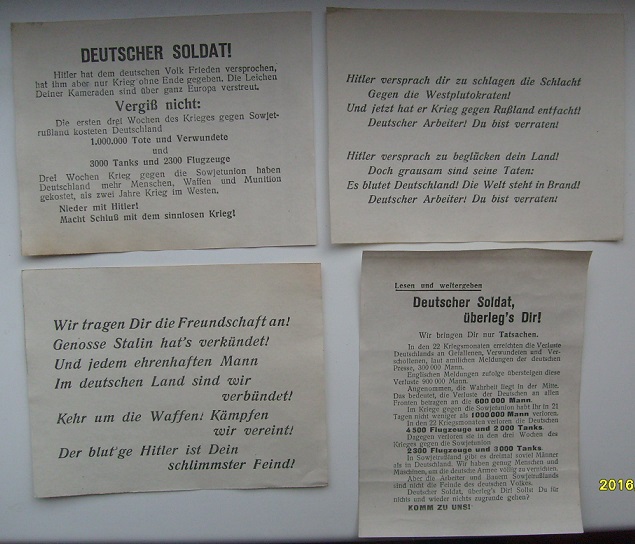 DEUTSCHER SOLDAT!
Hitler hat dem deutschen Volk Frieden versprochen,
hat ihm aber nur Krieg ohne Ende gegeben. Die Leichen
Deiner Kameraden sind über ganz Europa verstreut.
Vergiß nicht:
Die ersten drei Wochen des Krieges gegen Sowjet-
rußland kosteten Deutschland
1.000.000 Tote und Verwundete
und
3000 Tanks und 2300 Flugzeuge
Drei Wochen Krieg gegen die Sowjetunion haben
Deutschland mehr Menschen, Waffen und Munition
gekostet, als zwei Jahre Krieg im Westen.
Nieder mit Hitler!
Macht Schluß mit dem sinnlosen Krieg!
Hitler versprach dir zu schlagen die Schlacht
Gegen die Westplutokraten!
Und jetzt hat er Krieg gegen Rußland entfacht!
Deutscher Arbeiter! Du bist verraten!
Hitler versprach zu beglücken dein Land!
Doch grausam sind seine Taten:
Es blutet Deutschland! Die Welt steht in Brand!
Deutscher Arbeiter! Du bist verraten!
Wir tragen Dir die Freundschaft an!
Genosse Stalin hat's verkündet!
Und jedem ehrenhaften Mann
Im deutschen Land sind wir
verbündet!
Kehr um die Waffen! Kämpfen
wir vereint!
Der blut'ge Hitler ist Dein
schlimmster Feind!
Lesen und weitergeben
Deutscher Soldat,
überleg's Dir!
Wir bringen Dir nur Tatsachen.
In den 22 Kriegsmonaten erreichten die Verluste
Deutschlands an Gefallenen, Verwundeten und Ver-
schollenen, laut amtlichen Meldungen der deutschen
Presse, 300 000 Mann.
Englischen Meldungen zufolge übersteigen diese
Verluste 900 000 Mann.
Angenommen, die Wahrheit liegt in der Mitte.
Das bedeutet, die Verluste der Deutschen an allen
Fronten betragen an die 600 000 Mann.
Im Kriege gegen die Sowjetunion habt Ihr in 21
Tagen nicht weniger als 1000000 Mann verloren.
In den 22 Kriegsmonaten verloren die Deutschen
4 500 Flugzeuge und 2 000 Tanks.
Dagegen verloren sie in den drei Wochen des
Krieges gegen die Sowjetunion
2 300 Flugzeuge und 3 000 Tanks.
In Sowjetrußland gibt es dreimal soviel Männer
als in Deutschland. Wir haben genug Menschen und
Maschinen, um die deutsche Armee völlig zu vernichten.
Aber die Arbeiter und Bauern Sowjetrußlands
sind nicht die Feinde des deutschen Volkes.
Deutscher Soldat, überleg's Dir! Sollst Du für
nichts und wieder nichts zugrunde gehen?
KOMM ZU UNS!
2016